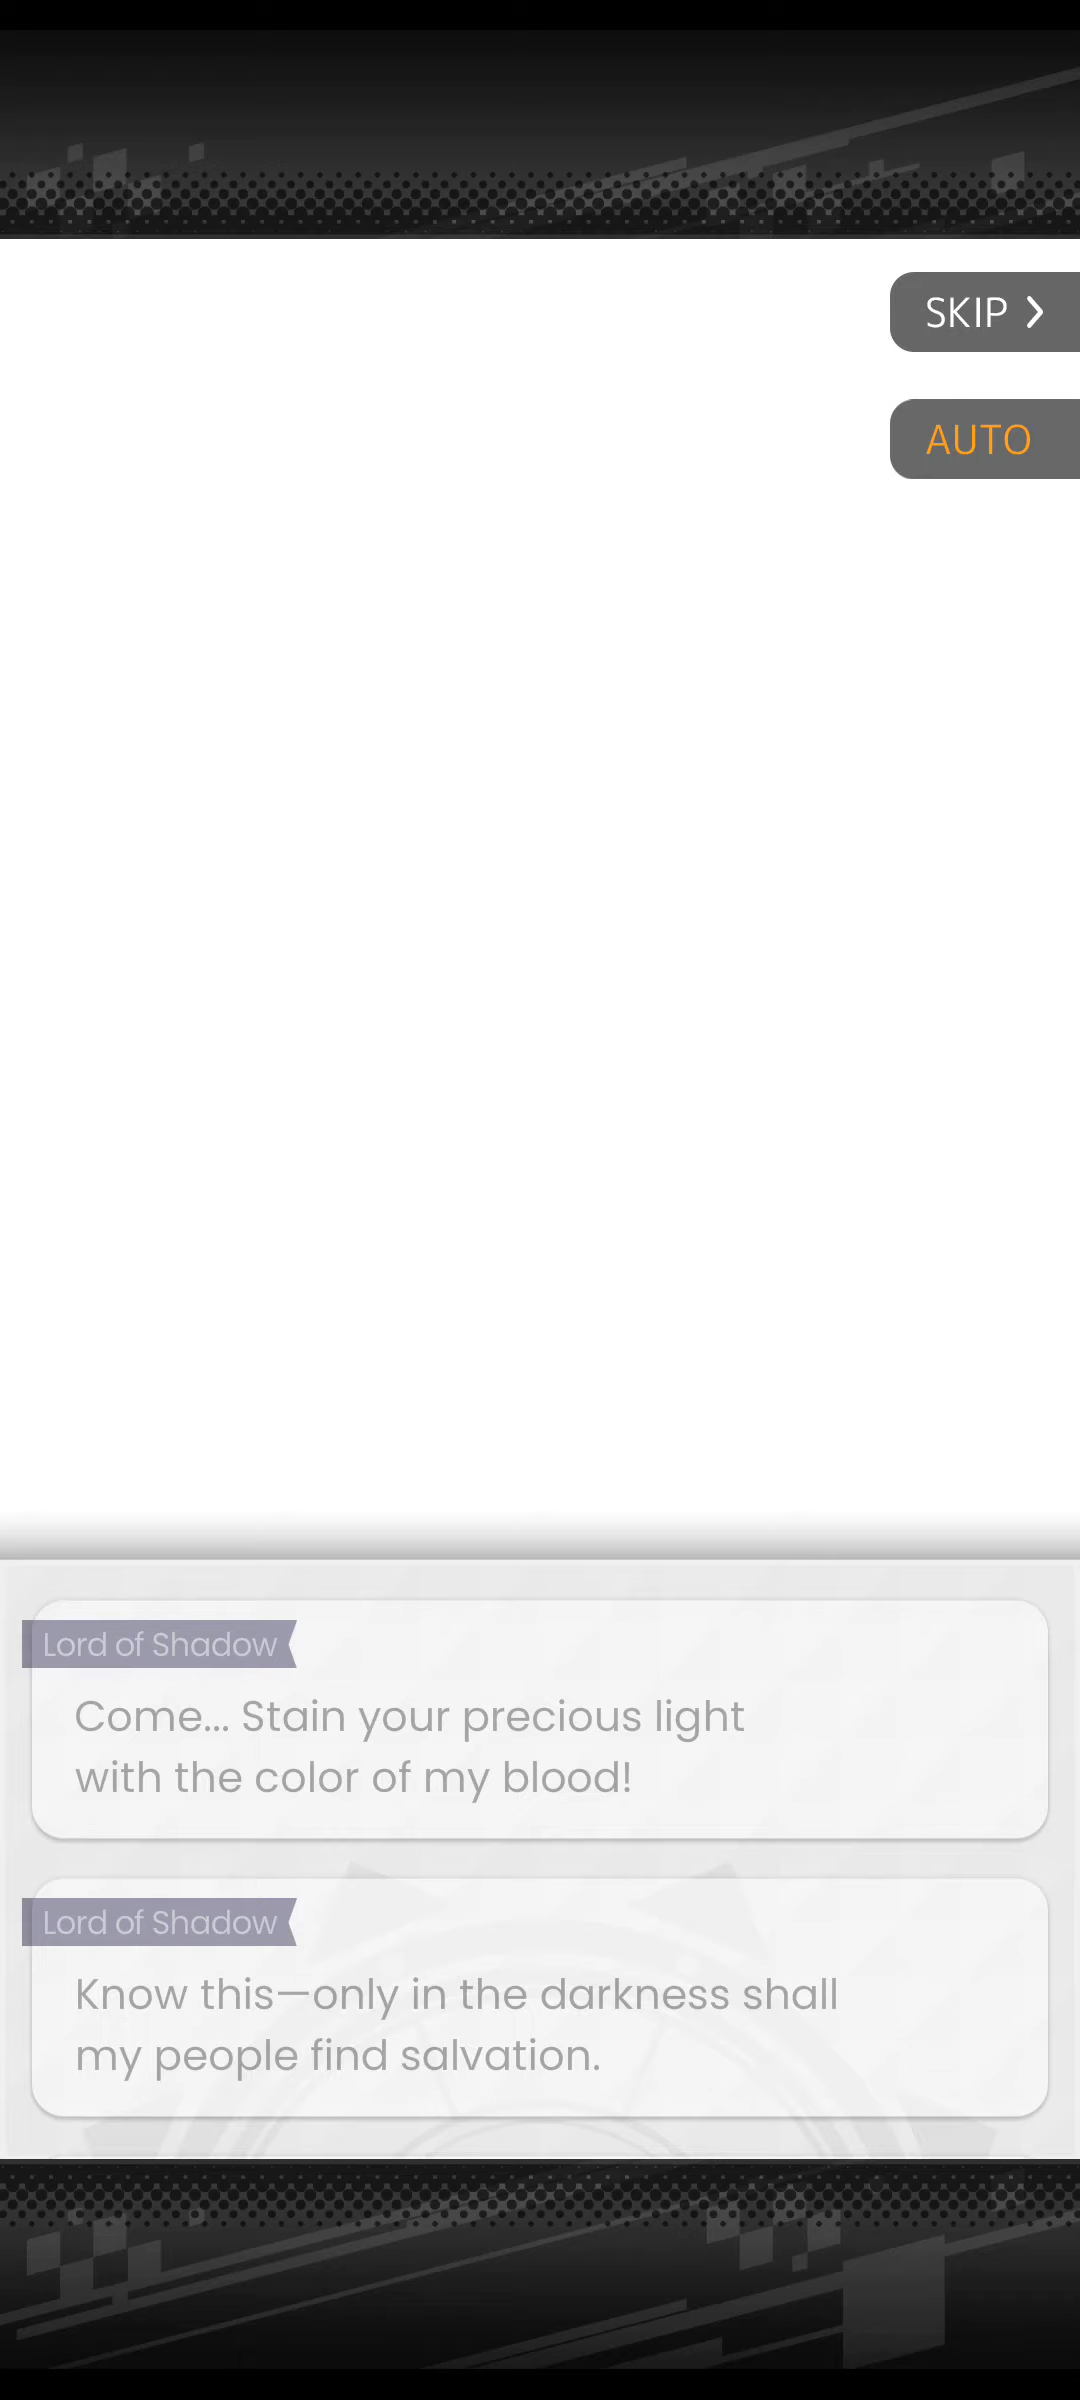 SKIP
AUTO
Lord of Shadow
Come... Stain your precious light
with the color of my blood!
Lord of Shadow
Know this—only in the darkness shall
my people find salvation.